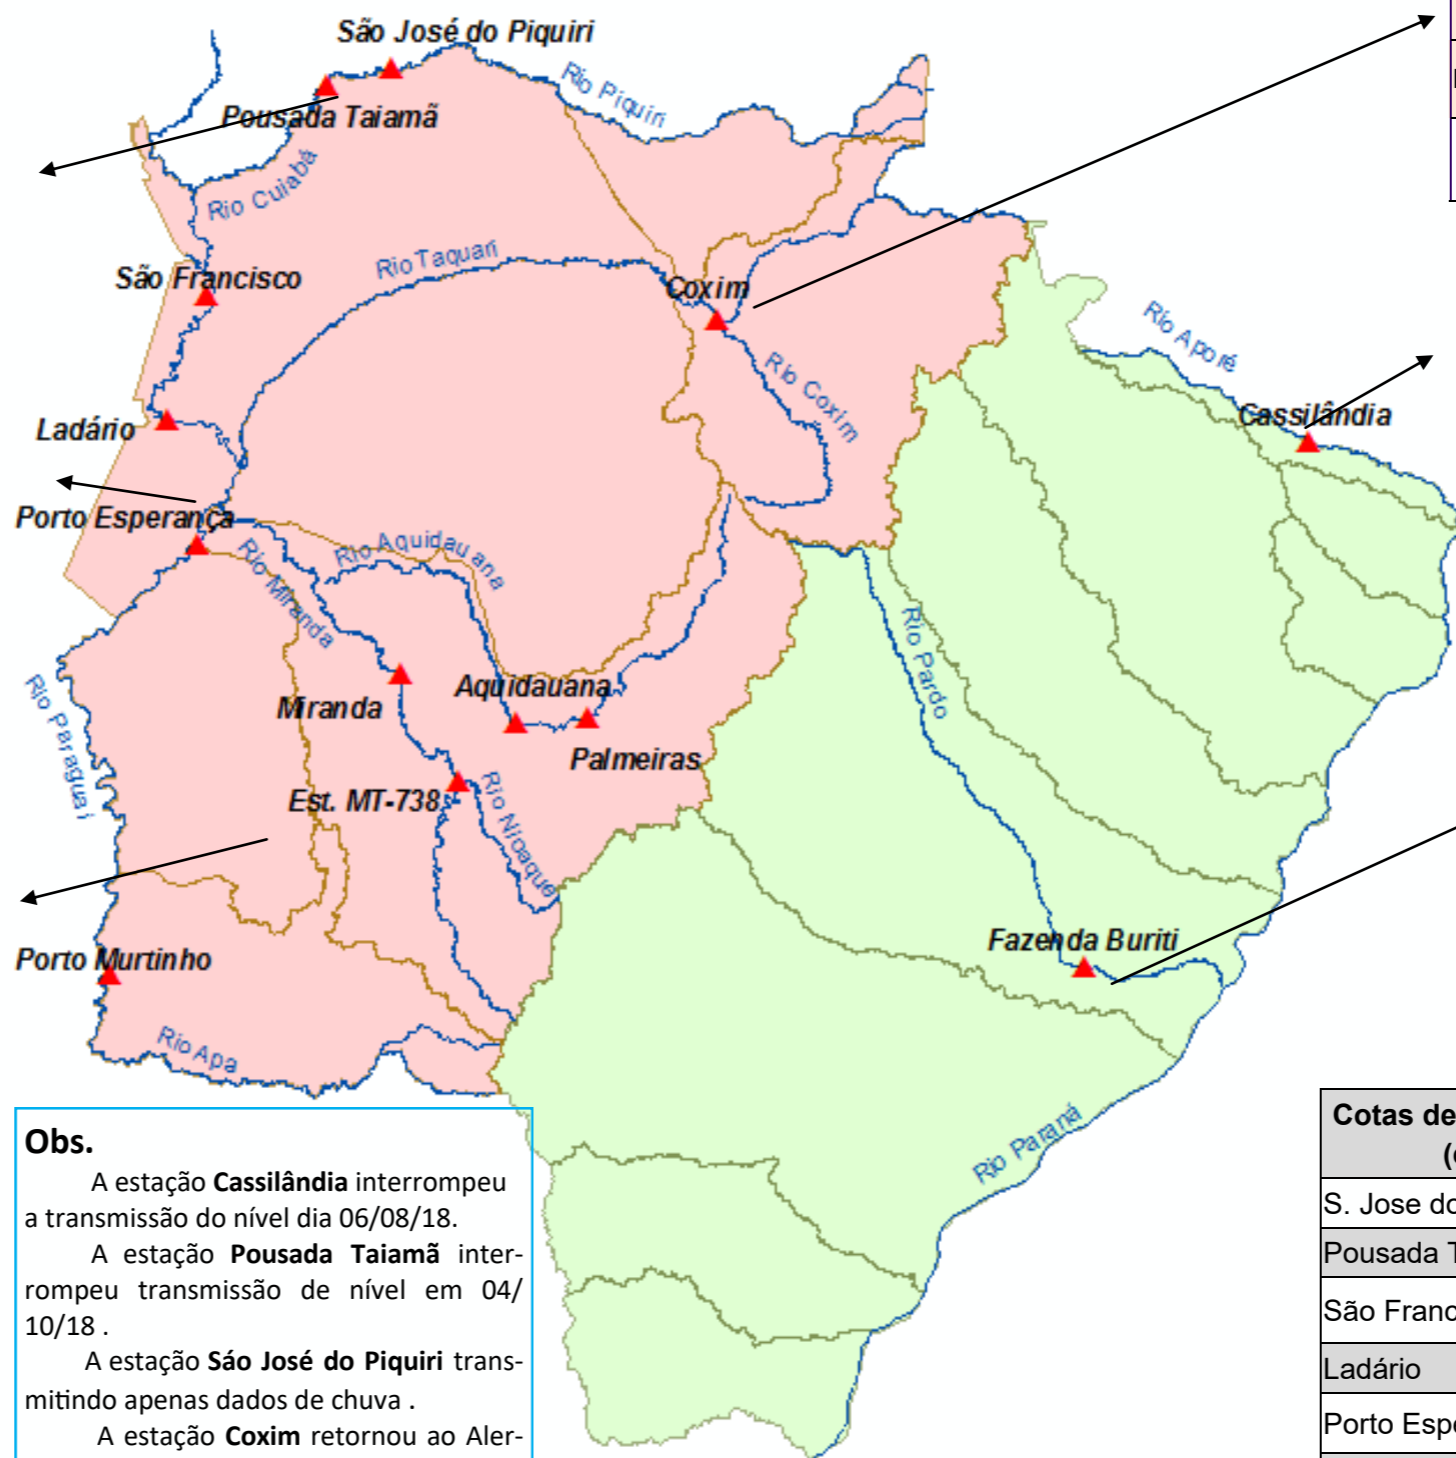 São José do Piquiri
Rio Piquiri
Pousada Taiamã
Rio Cuiabá
Rio Taquari
São Francisco
Coxim
Rio Aporé
Rio Coxim
Cassilândia
Ladário
Porto Esperança
Rio Aquidauana
Rio Miranda
Rio Pardo
Rio Paraguai
Aquidauana
Miranda
Palmeiras
Est. MT-738
Rio Nioaque
Fazenda Buriti
Porto Murtinho
Rio Apa
Rio Paraná
Obs.
A estação Cassilândia interrompeu
a transmissão do nível dia 06/08/18.
A estação Pousada Taiamã inter-
rompeu transmissão de nível em 04/
10/18 .
A estação Sáo José do Piquiri trans-
mitindo apenas dados de chuva .
A estação Coxim retornou ao Aler-
Cotas de
S. Jose do
Pousada T
São Franc
Ladário
Porto Espe